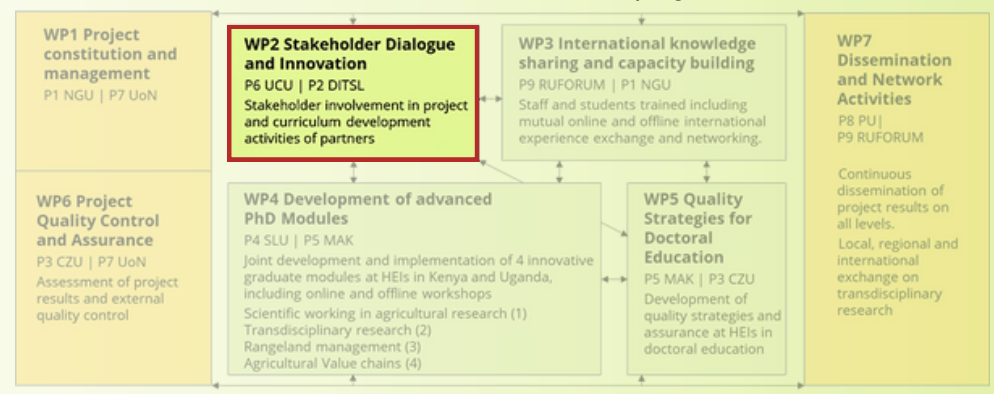 WP1 Project
constitution and
management
P1 NGU | P7 UoN
WP2 Stakeholder Dialogue
and Innovation
P6 UCU | P2 DITSL
Stakeholder involvement in project
and curriculum development
activities of partners
WP3 International knowledge
sharing and capacity building
P9 RUFORUM | P1 NGU
Staff and students trained including
mutual online and offline international
experience exchange and networking.
WP7
Dissemination
and Network
Activities
P8 PU|
P9 RUFORUM
Continuous
dissemination of
project results on
all levels.
Local, regional and
international
exchange on
transdisciplinary
research
WP6 Project
Quality Control
and Assurance
P3 CZU | P7 UoN
Assessment of project
results and external
quality control
WP4 Development of advanced
PhD Modules
P4 SLU | P5 MAK
Joint development and implementation of 4 innovative
graduate modules at HEIs in Kenya and Uganda,
including online and offline workshops
Scientific working in agricultural research (1)
Transdisciplinary research (2)
Rangeland management (3)
Agricultural Value chains (4)
WP5 Quality
Strategies for
Doctoral
Education
P5 MAK | P3 CZU
Development of
quality strategies and
assurance at HEIs in
doctoral education